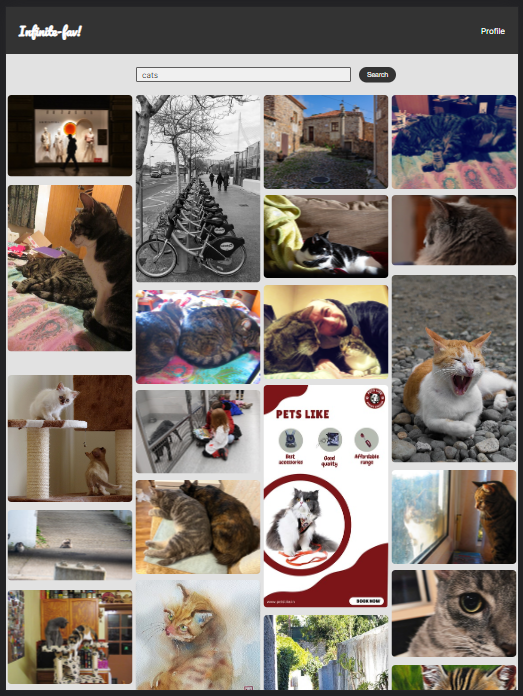 Infinite-fav!
Profile
cats
Search
PETS LIKE
Best
accessories
Good
quality
Affordable
range
BOOK NOW